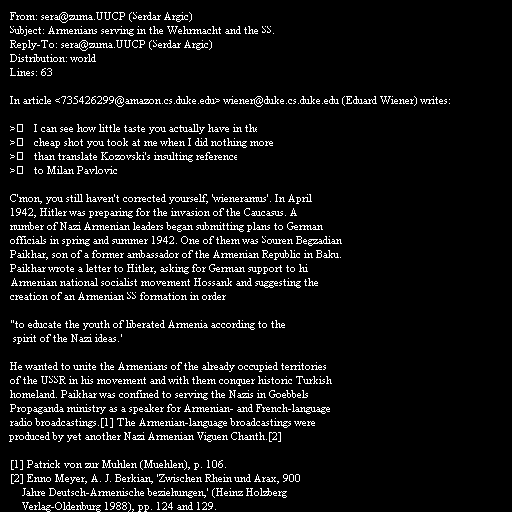 From: sera@zuma.UUCP (Serdar Argic)
Subject: Armenians serving in the Wehrmacht and the SS.
Reply-To: sera@zuma.UUCP (Serdar Argic)
Distribution: world
Lines: 63

In article <735426299@amazon.cs.duke.edu> wiener@duke.cs.duke.edu (Eduard Wiener) writes:

>	I can see how little taste you actually have in the
>	cheap shot you took at me when I did nothing more
>	than translate Kozovski's insulting reference
>	to Milan Pavlovic

C'mon, you still haven't corrected yourself, 'wieneramus'. In April
1942, Hitler was preparing for the invasion of the Caucasus. A
number of Nazi Armenian leaders began submitting plans to German
officials in spring and summer 1942. One of them was Souren Begzadian
Paikhar, son of a former ambassador of the Armenian Republic in Baku.
Paikhar wrote a letter to Hitler, asking for German support to hi
Armenian national socialist movement Hossank and suggesting the
creation of an Armenian SS formation in order

"to educate the youth of liberated Armenia according to the
spirit of the Nazi ideas.'

He wanted to unite the Armenians of the already occupied territories
of the USSR in his movement and with them conquer historic Turkish
homeland. Paikhar was confined to serving the Nazis in Goebbels
Propaganda ministry as a speaker for Armenian- and French-language
radio broadcastings.[1] The Armenian-language broadcastings were
produced by yet another Nazi Armenian Viguen Chanth.[2]

[1] Patrick von zur Muhlen (Muehlen), p. 106.
[2] Enno Meyer, A. J. Berkian, 'Zwischen Rhein und Arax, 900
Jahre Deutsch-Armenische beziehungen,' (Heinz Holzberg
Verlag-Oldenburg 1988), pp. 124 and 129.